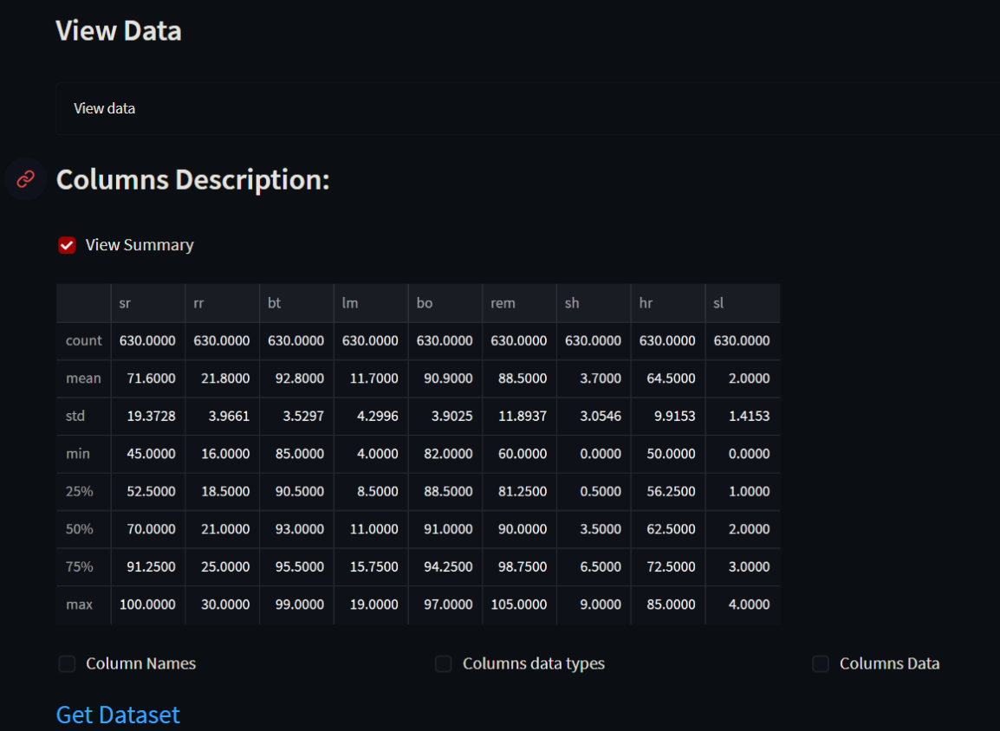 View Data
View data
Columns Description:
View Summary
sr rr bt lm bo rem sh hr sl
count 630.0000 630.0000 630.0000 630.0000 630.0000 630.0000 630.0000 630.0000 630.0000
mean 71.6000 21.8000 92.8000 11.7000 90.9000 88.5000 3.7000 64.5000 2.0000
std 19.3728 3.9661 3.5297 4.2996 3.9025 11.8937 3.0546 9.9153 1.4153
min 45.0000 16.0000 85.0000 4.0000 82.0000 60.0000 0.0000 50.0000 0.0000
25% 52.5000 18.5000 90.5000 8.5000 88.5000 81.2500 0.5000 56.2500 1.0000
50% 70.0000 21.0000 93.0000 11.0000 91.0000 90.0000 3.5000 62.5000 2.0000
75% 91.2500 25.0000 95.5000 15.7500 94.2500 98.7500 6.5000 72.5000 3.0000
max 100.0000 30.0000 99.0000 19.0000 97.0000 105.0000 9.0000 85.0000 4.0000
Column Names Columns data types Columns Data
Get Dataset